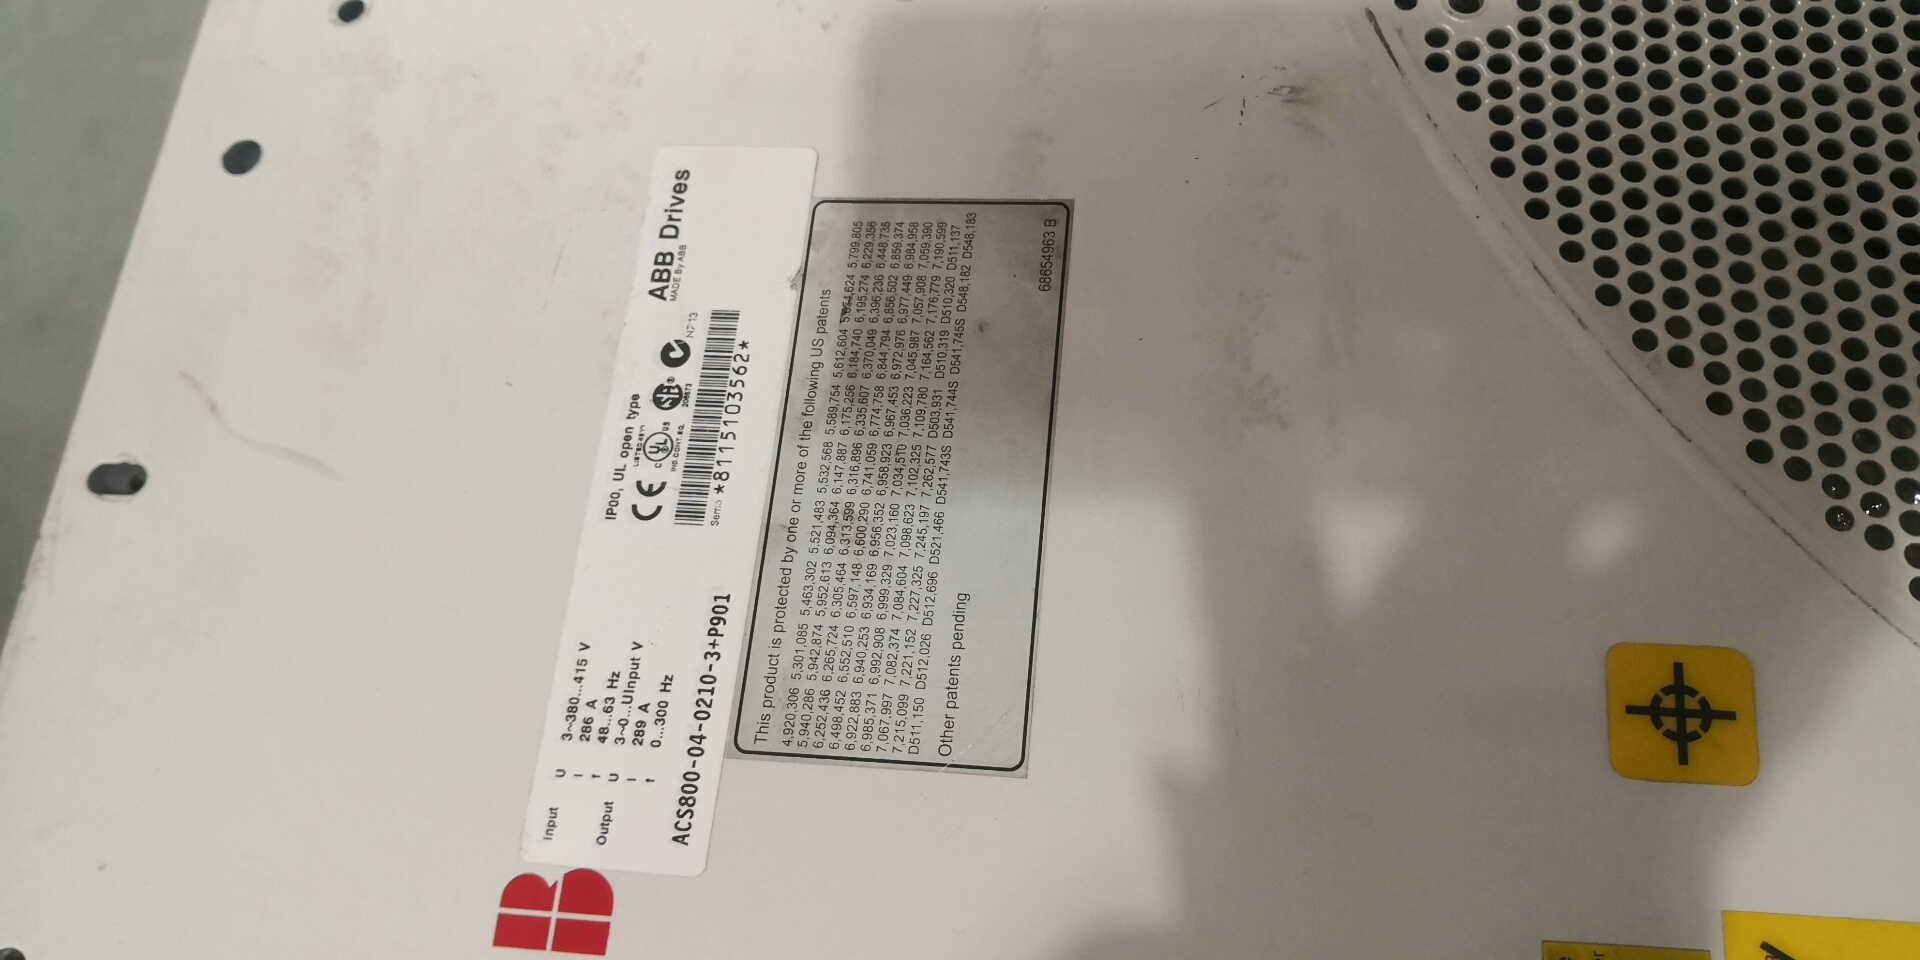 ABB Drives
MADE By ABB
IP00, UL open type
LISTED 45Y1
C UL US
IND.CONT.EQ.
N713
Input U 3~380...415 V
I 286 A
f 48...63 Hz
Output U 3~0...UInput V
I 289 A
f 0...300 Hz
*8115103562*
ACS800-04-0210-3+P901
This product is protected by one or more of the following US patents
4,920,306 5,301,085 5,463,302 5,521,483 5,532,568 5,589,754 5,612,604 5,654,624 5,799,805
5,940,286 5,942,874 5,952,613 6,094,364 6,147,887 6,175,256 6,184,740 6,195,274 6,229,356
6,252,436 6,265,724 6,305,464 6,313,599 6,316,896 6,335,607 6,370,049 6,396,236 6,448,735
6,498,452 6,552,510 6,597,148 6,600,290 6,741,059 6,774,758 6,844,794 6,856,502 6,859,374
6,922,883 6,940,253 6,934,169 6,956,352 6,958,923 6,967,453 6,972,976 6,977,449 6,984,958
6,985,371 6,992,908 6,999,329 7,023,160 7,034,510 7,036,223 7,045,987 7,057,908 7,059,390
7,067,997 7,082,374 7,084,604 7,098,623 7,102,325 7,109,780 7,164,562 7,176,779 7,190,599
7,215,099 7,221,152 7,227,325 7,245,197 7,262,577 D503,931 D510,319 D510,320 D511,137
D511,150 D512,026 D512,696 D521,466 D541,743S D541,744S D541,745S D548,182 D548,183
Other patents pending
68654963 B